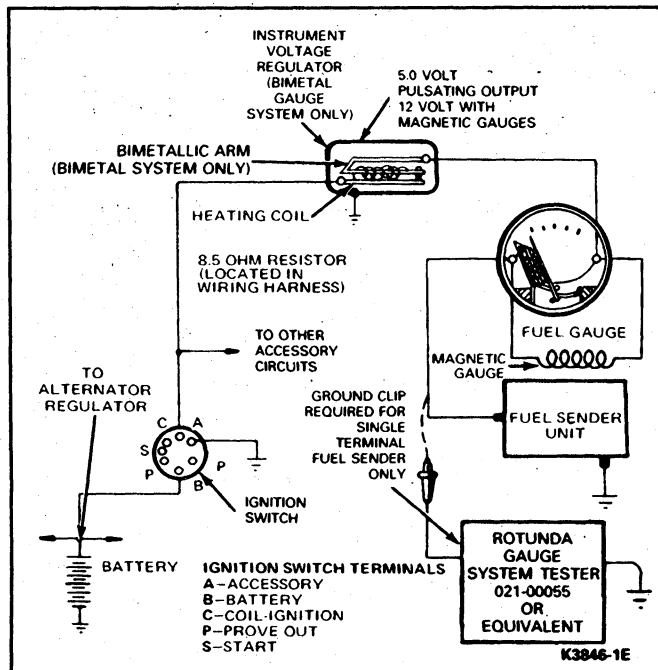 INSTRUMENT
VOLTAGE
REGULATOR
(BIMETAL
GAUGE
SYSTEM ONLY)
5.0 VOLT
PULSATING OUTPUT
12 VOLT WITH
MAGNETIC GAUGES
BIMETALLIC ARM
(BIMETAL SYSTEM ONLY)
HEATING COIL
8.5 OHM RESISTOR
(LOCATED IN
WIRING HARNESS)
FUEL GAUGE
MAGNETIC
GAUGE
TO OTHER
ACCESSORY
CIRCUITS
TO
ALTERNATOR
REGULATOR
GROUND CLIP
REQUIRED FOR
SINGLE
TERMINAL
FUEL SENDER
ONLY
FUEL SENDER
UNIT
C A
S
P P
B
IGNITION
SWITCH
BATTERY
IGNITION SWITCH TERMINALS
A-ACCESSORY
B-BATTERY
C-COIL-IGNITION
P-PROVE OUT
S-START
ROTUNDA
GAUGE
SYSTEM TESTER
021-00055
OR
EQUIVALENT
K3846-1E